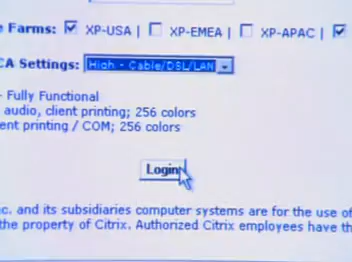 Farms: XP-USA | XP-EMEA | XP-APAC |
CA Settings: High - Cable/DSL/LAN
- Fully Functional
audio, client printing; 256 colors
ent printing / COM; 256 colors
Login
nc. and its subsidiaries computer systems are for the use of
the property of Citrix. Authorized Citrix employees have th